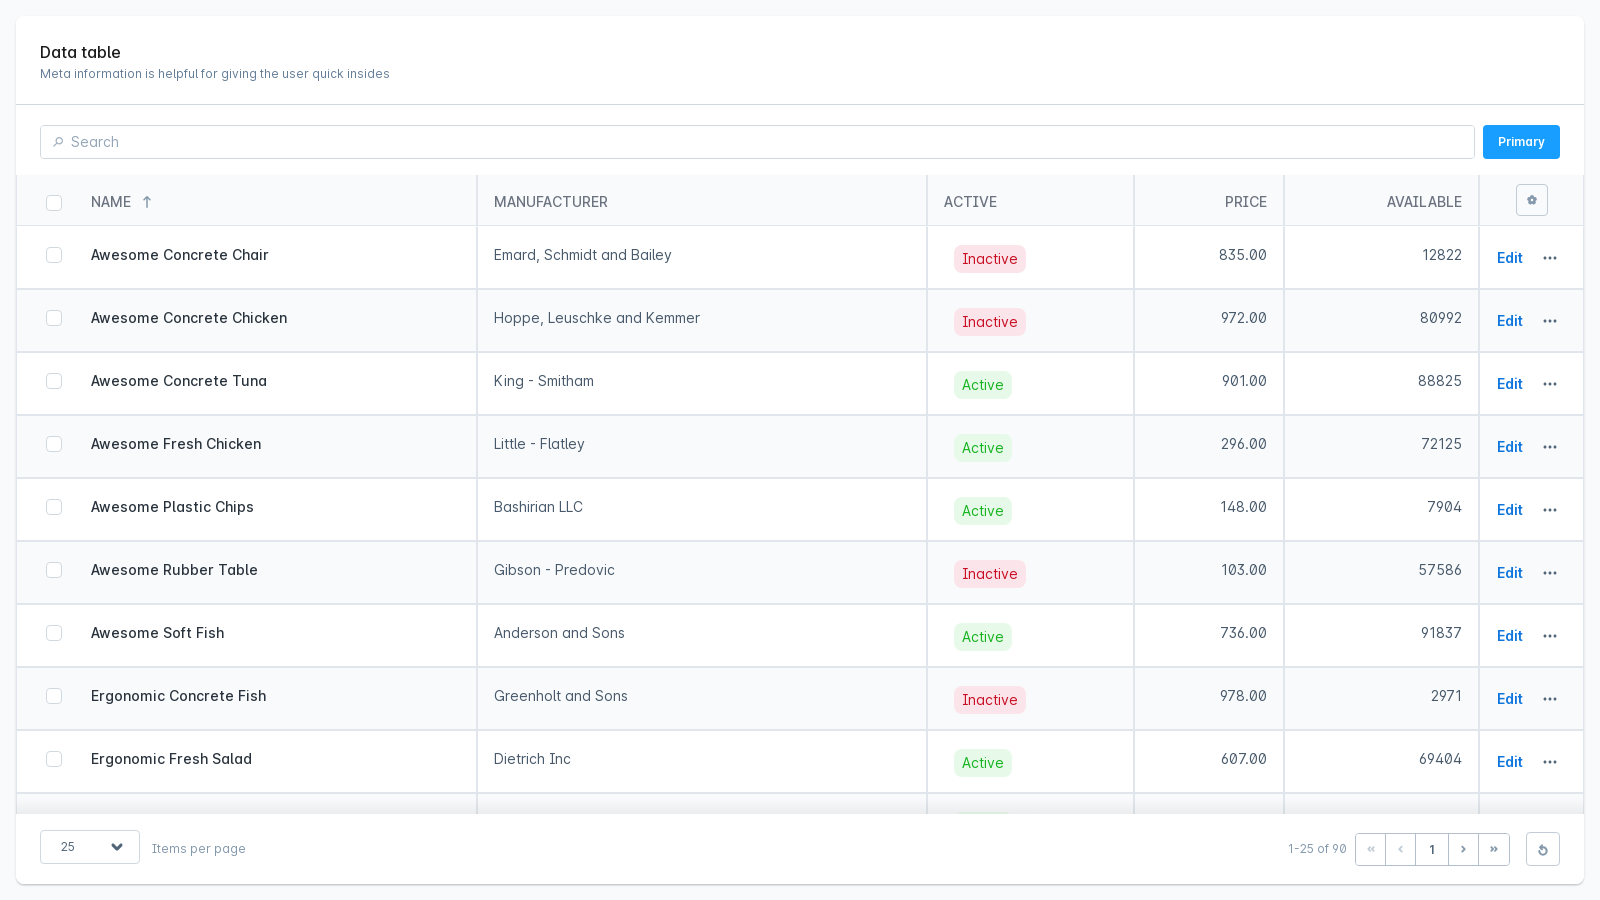 Data table
Meta information is helpful for giving the user quick insides
Search
Primary
NAME MANUFACTURER ACTIVE PRICE AVAILABLE
Awesome Concrete Chair Emard, Schmidt and Bailey Inactive 835.00 12822 Edit
Awesome Concrete Chicken Hoppe, Leuschke and Kemmer Inactive 972.00 80992 Edit
Awesome Concrete Tuna King - Smitham Active 901.00 88825 Edit
Awesome Fresh Chicken Little - Flatley Active 296.00 72125 Edit
Awesome Plastic Chips Bashirian LLC Active 148.00 7904 Edit
Awesome Rubber Table Gibson - Predovic Inactive 103.00 57586 Edit
Awesome Soft Fish Anderson and Sons Active 736.00 91837 Edit
Ergonomic Concrete Fish Greenholt and Sons Inactive 978.00 2971 Edit
Ergonomic Fresh Salad Dietrich Inc Active 607.00 69404 Edit
25 Items per page 1-25 of 90 « ‹ 1 › »